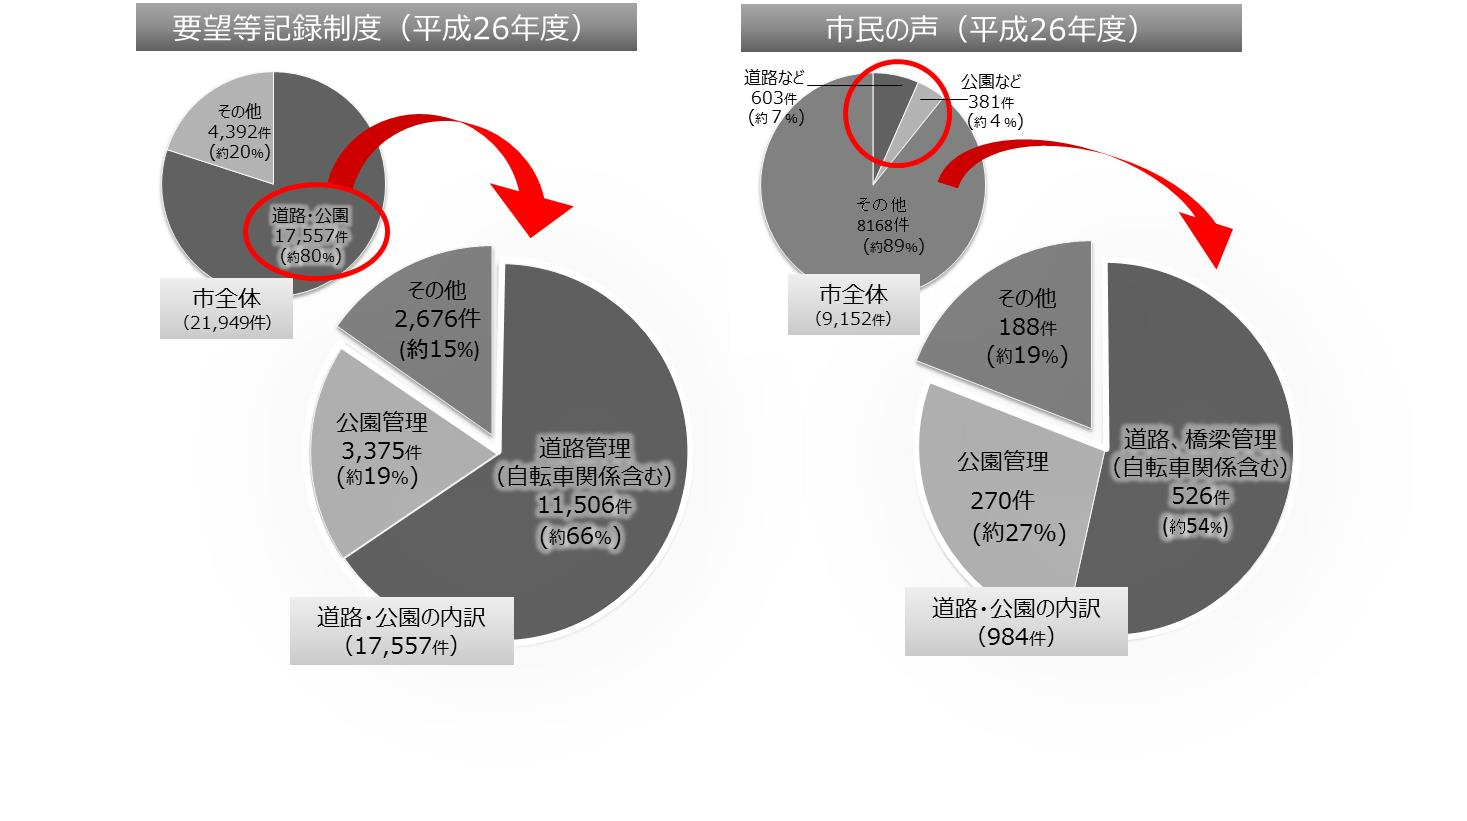 要望等記録制度（平成26年度）
その他
4,392件
(約20%)
道路・公園
17,557件
(約80%)
市全体
（21,949件）
その他
2,676件
(約15%)
公園管理
3,375件
(約19%)
道路管理
（自転車関係含む）
11,506件
(約66%)
道路・公園の内訳
（17,557件）
市民の声（平成26年度）
道路など
603件
(約７%)
公園など
381件
(約４%)
その他
8168件
(約89%)
市全体
（9,152件）
その他
188件
(約19%)
公園管理
270件
(約27%)
道路、橋梁管理
（自転車関係含む）
526件
(約54%)
道路・公園の内訳
（984件）